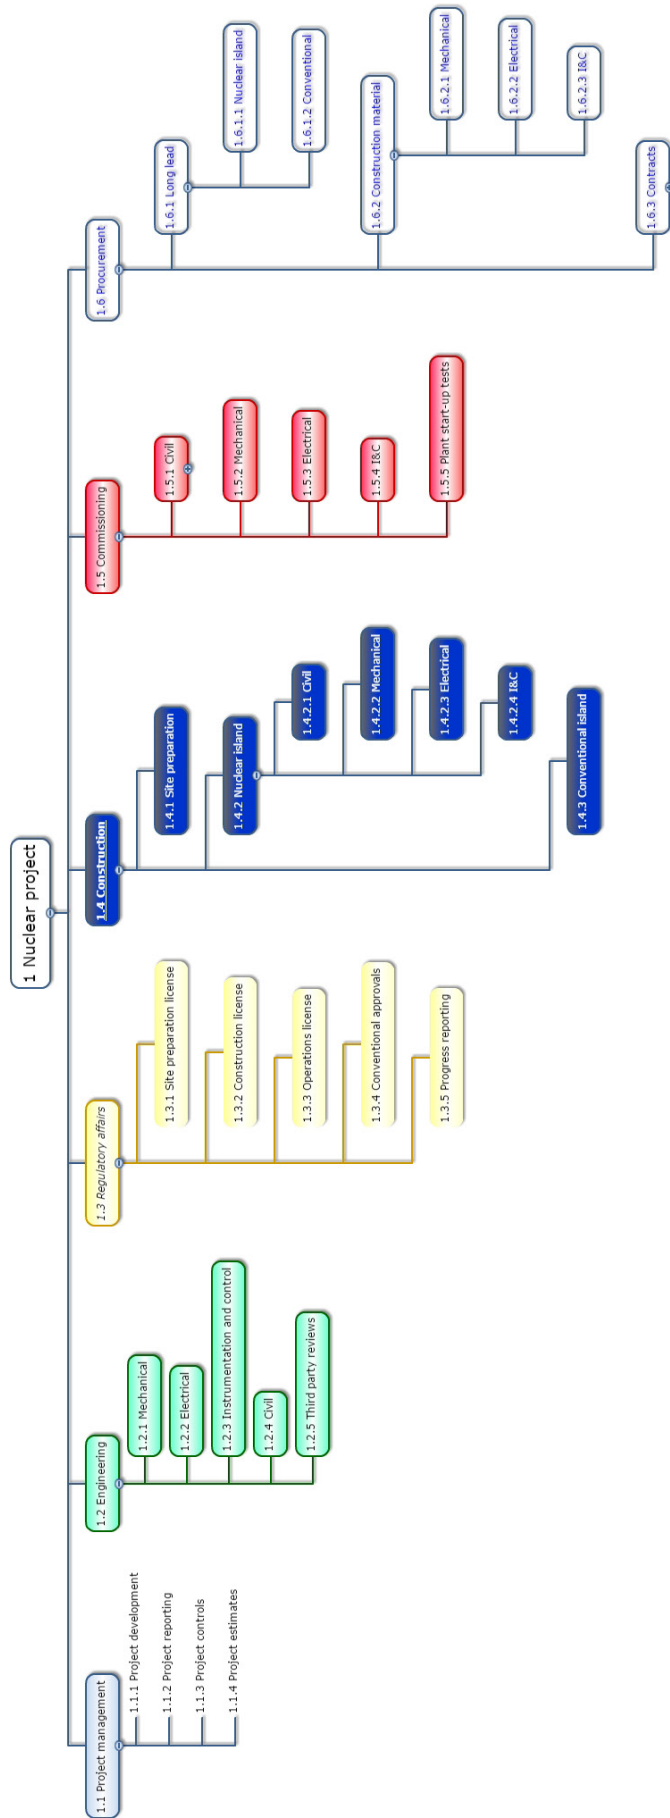 1 Nuclear project
1.1 Project management
1.1.1 Project development
1.1.2 Project reporting
1.1.3 Project controls
1.1.4 Project estimates
1.2 Engineering
1.2.1 Mechanical
1.2.2 Electrical
1.2.3 Instrumentation and control
1.2.4 Civil
1.2.5 Third party reviews
1.3 Regulatory affairs
1.3.1 Site preparation license
1.3.2 Construction license
1.3.3 Operations license
1.3.4 Conventional approvals
1.3.5 Progress reporting
1.4 Construction
1.4.1 Site preparation
1.4.2 Nuclear island
1.4.2.1 Civil
1.4.2.2 Mechanical
1.4.2.3 Electrical
1.4.2.4 I&C
1.4.3 Conventional island
1.5 Commissioning
1.5.1 Civil
1.5.2 Mechanical
1.5.3 Electrical
1.5.4 I&C
1.5.5 Plant start-up tests
1.6 Procurement
1.6.1 Long lead
1.6.1.1 Nuclear island
1.6.1.2 Conventional
1.6.2 Construction material
1.6.2.1 Mechanical
1.6.2.2 Electrical
1.6.2.3 I&C
1.6.3 Contracts